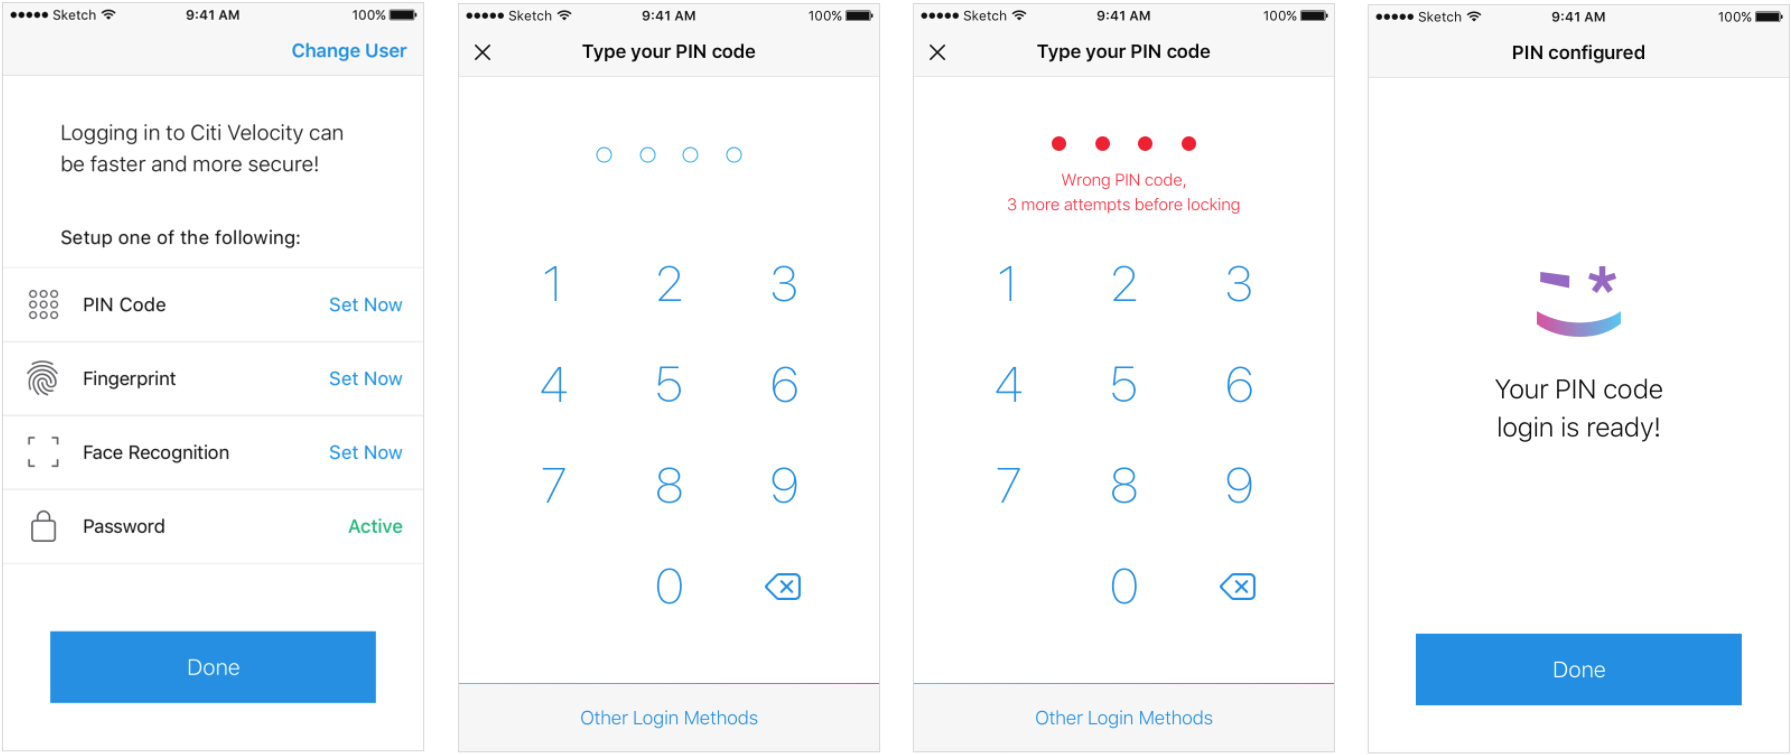 Sketch 9:41 AM 100%
Change User
Logging in to Citi Velocity can
be faster and more secure!
Setup one of the following:
PIN Code Set Now
Fingerprint Set Now
Face Recognition Set Now
Password Active
Done
Sketch 9:41 AM 100%
Type your PIN code
1 2 3
4 5 6
7 8 9
0
Other Login Methods
Sketch 9:41 AM 100%
Type your PIN code
Wrong PIN code,
3 more attempts before locking
1 2 3
4 5 6
7 8 9
0
Other Login Methods
Sketch 9:41 AM 100%
PIN configured
Your PIN code
login is ready!
Done